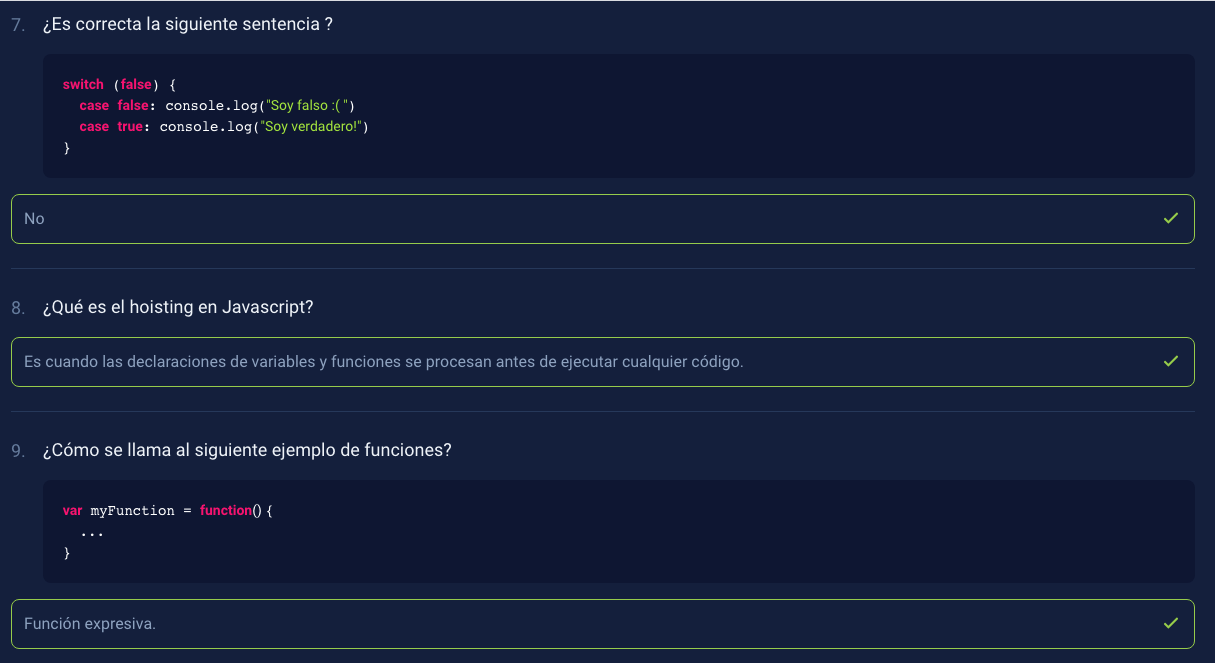 7. ¿Es correcta la siguiente sentencia ?
switch (false) {
case false: console.log("Soy falso :( ")
case true: console.log("Soy verdadero!")
}
No
8. ¿Qué es el hoisting en Javascript?
Es cuando las declaraciones de variables y funciones se procesan antes de ejecutar cualquier código.
9. ¿Cómo se llama al siguiente ejemplo de funciones?
var myFunction = function() {
...
}
Función expresiva.